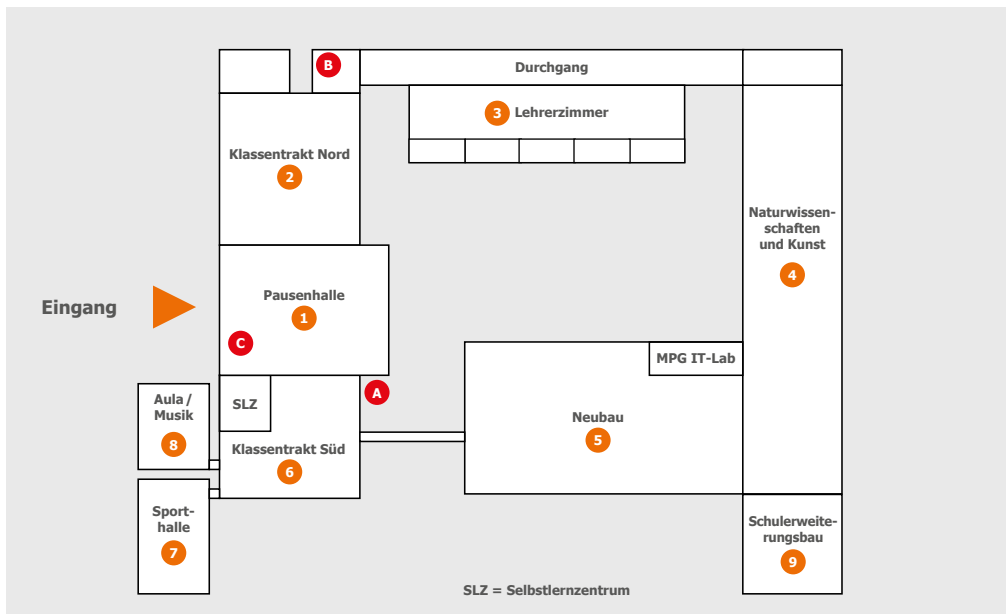 B
Durchgang
3 Lehrerzimmer
Klassentrakt Nord
2
Naturwissen-
schaften
und Kunst
4
Eingang
Pausenhalle
1
C
MPG IT-Lab
A
Aula /
Musik
8
SLZ
Neubau
5
Klassentrakt Süd
6
Sport-
halle
7
Schulerweite-
rungsbau
9
SLZ = Selbstlernzentrum